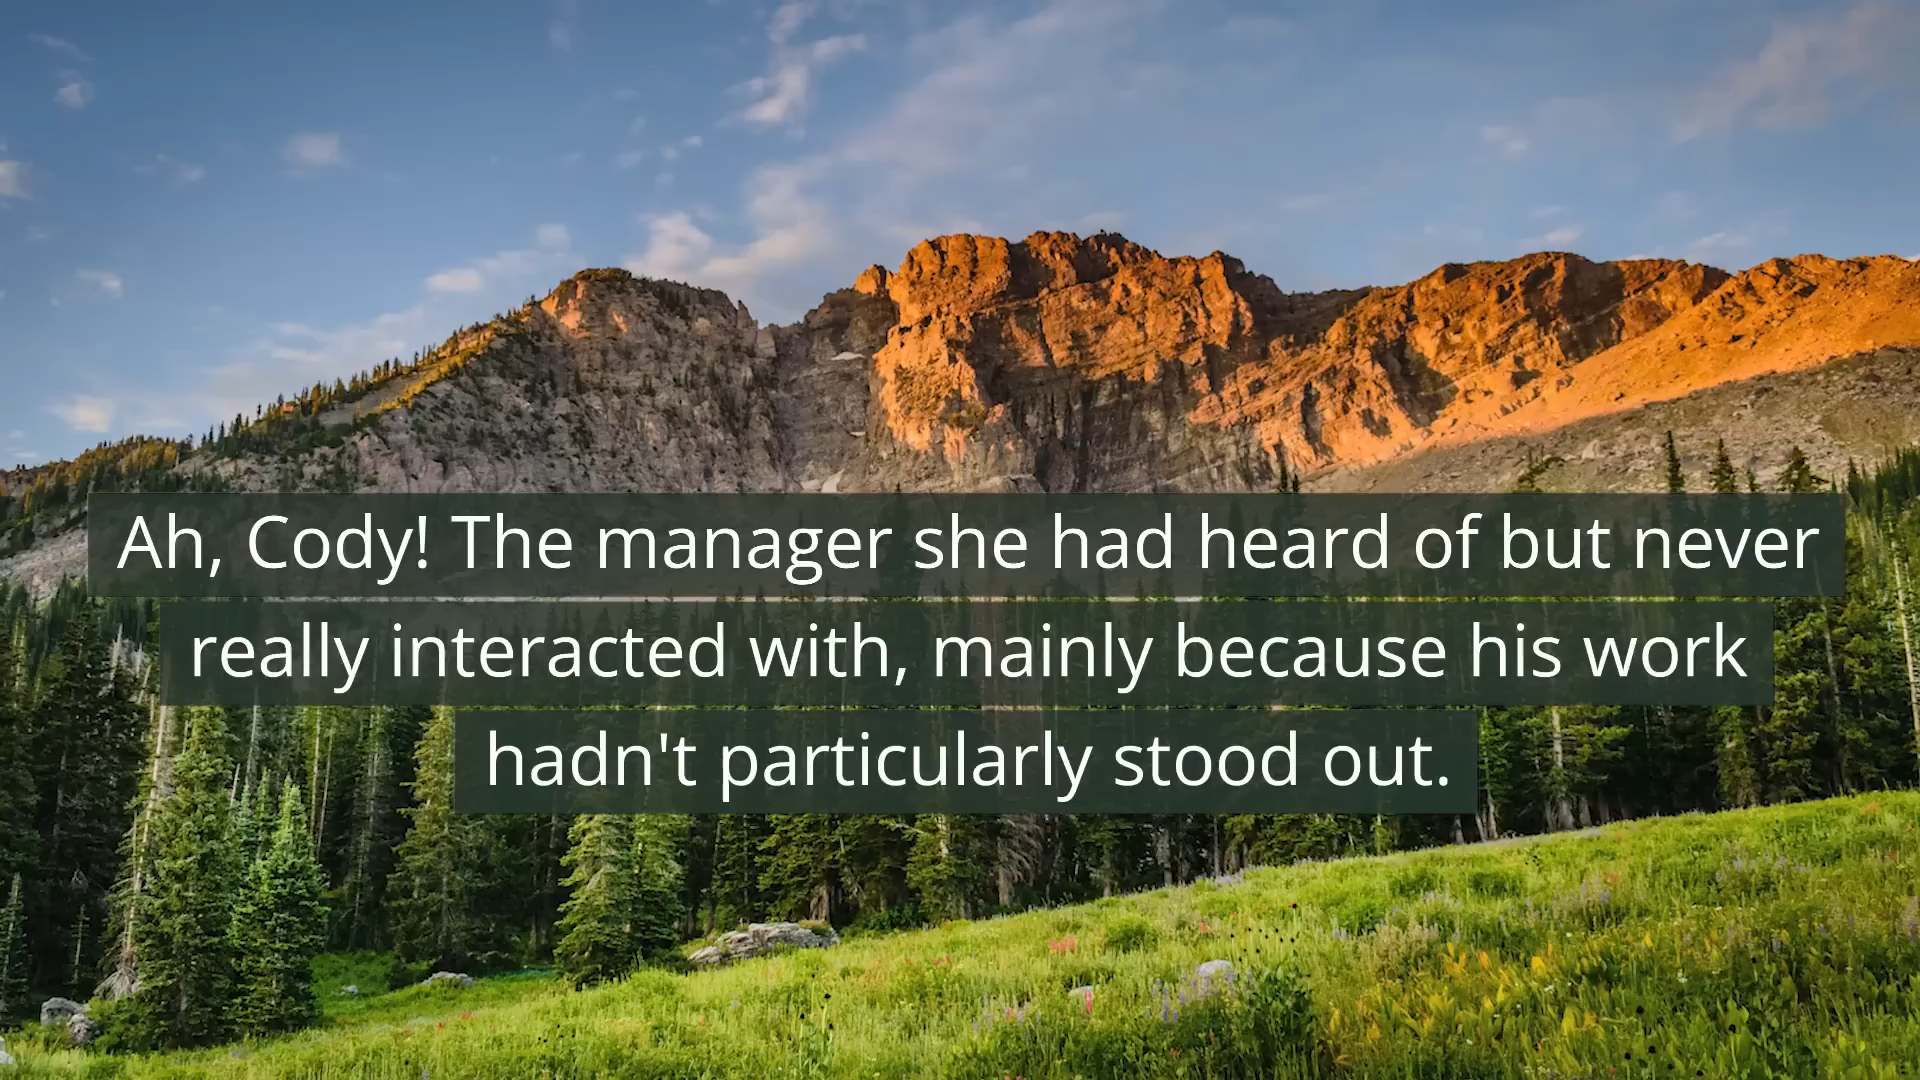 Ah, Cody! The manager she had heard of but never
really interacted with, mainly because his work
hadn't particularly stood out.